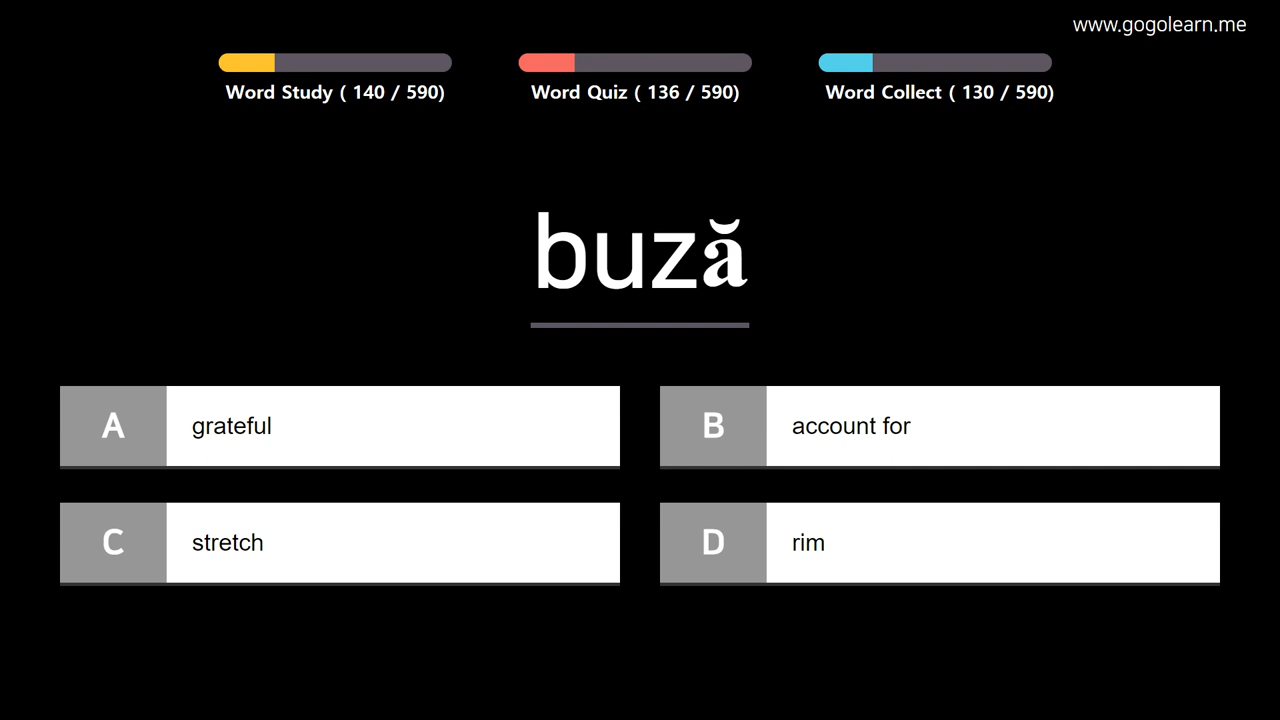 www.gogolearn.me
Word Study ( 140 / 590)
Word Quiz ( 136 / 590)
Word Collect ( 130 / 590)
buză
A grateful
B account for
C stretch
D rim